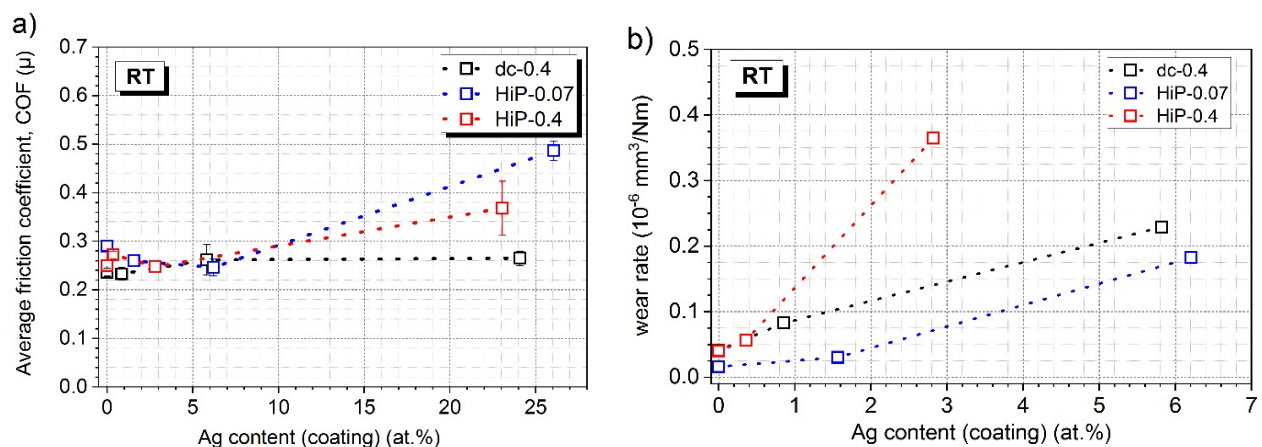 a)
RT
dc-0.4
HiP-0.07
HiP-0.4
Average friction coefficient, COF (μ)
0.7
0.6
0.5
0.4
0.3
0.2
0.1
0.0
0 5 10 15 20 25
Ag content (coating) (at.%)
b)
RT
dc-0.4
HiP-0.07
HiP-0.4
wear rate (10⁻⁶ mm³/Nm)
0.5
0.4
0.3
0.2
0.1
0.0
0 1 2 3 4 5 6 7
Ag content (coating) (at.%)